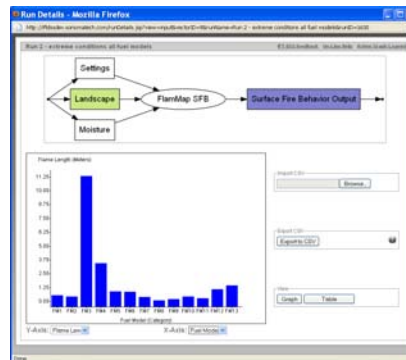 Run Details - Mozilla Firefox
Run 2 - extreme conditions all fuel models
Settings
Landscape
FlamMap SFB
Surface Fire Behavior Output
Moisture
Flame Length (Meters)
11.25
10.50
9.75
9.00
8.25
7.50
6.75
6.00
5.25
4.50
3.75
3.00
2.25
1.50
0.75
0.00
FM1 FM2 FM3 FM4 FM5 FM6 FM7 FM8 FM9 FM10 FM11 FM12 FM13
Fuel Model (Category)
Y-Axis: Flame Len
X-Axis: Fuel Model
Import CSV
Browse...
Export CSV
Export to CSV
View
Graph
Table
Done